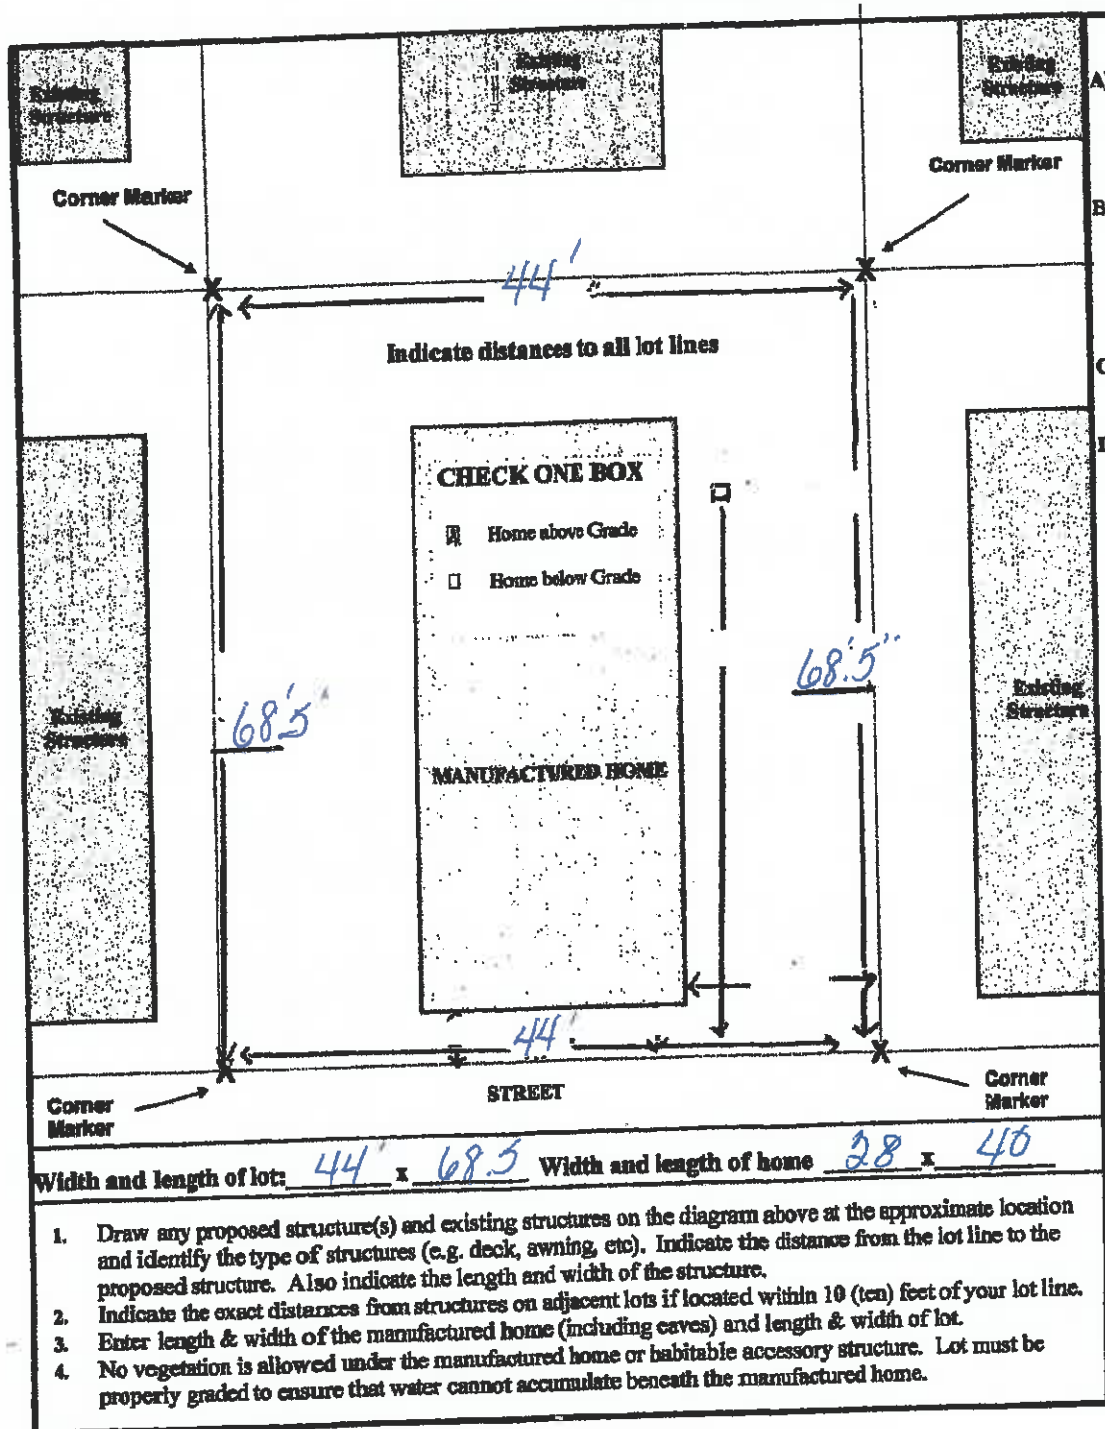 Existing
Structure
Existing
Structure
Existing
Structure
A
Corner Marker
Corner Marker
B
44'
Indicate distances to all lot lines
CHECK ONE BOX
Home above Grade
Home below Grade
68'5
68'5"
Existing
Structure
Existing
Structure
MANUFACTURED HOME
44'
STREET
Corner
Marker
Corner
Marker
Width and length of lot: 44' x 68.5 Width and length of home 28 x 40
1. Draw any proposed structure(s) and existing structures on the diagram above at the approximate location
and identify the type of structures (e.g. deck, awning, etc). Indicate the distance from the lot line to the
proposed structure. Also indicate the length and width of the structure.
2. Indicate the exact distances from structures on adjacent lots if located within 10 (ten) feet of your lot line.
3. Enter length & width of the manufactured home (including eaves) and length & width of lot.
4. No vegetation is allowed under the manufactured home or habitable accessory structure. Lot must be
properly graded to ensure that water cannot accumulate beneath the manufactured home.